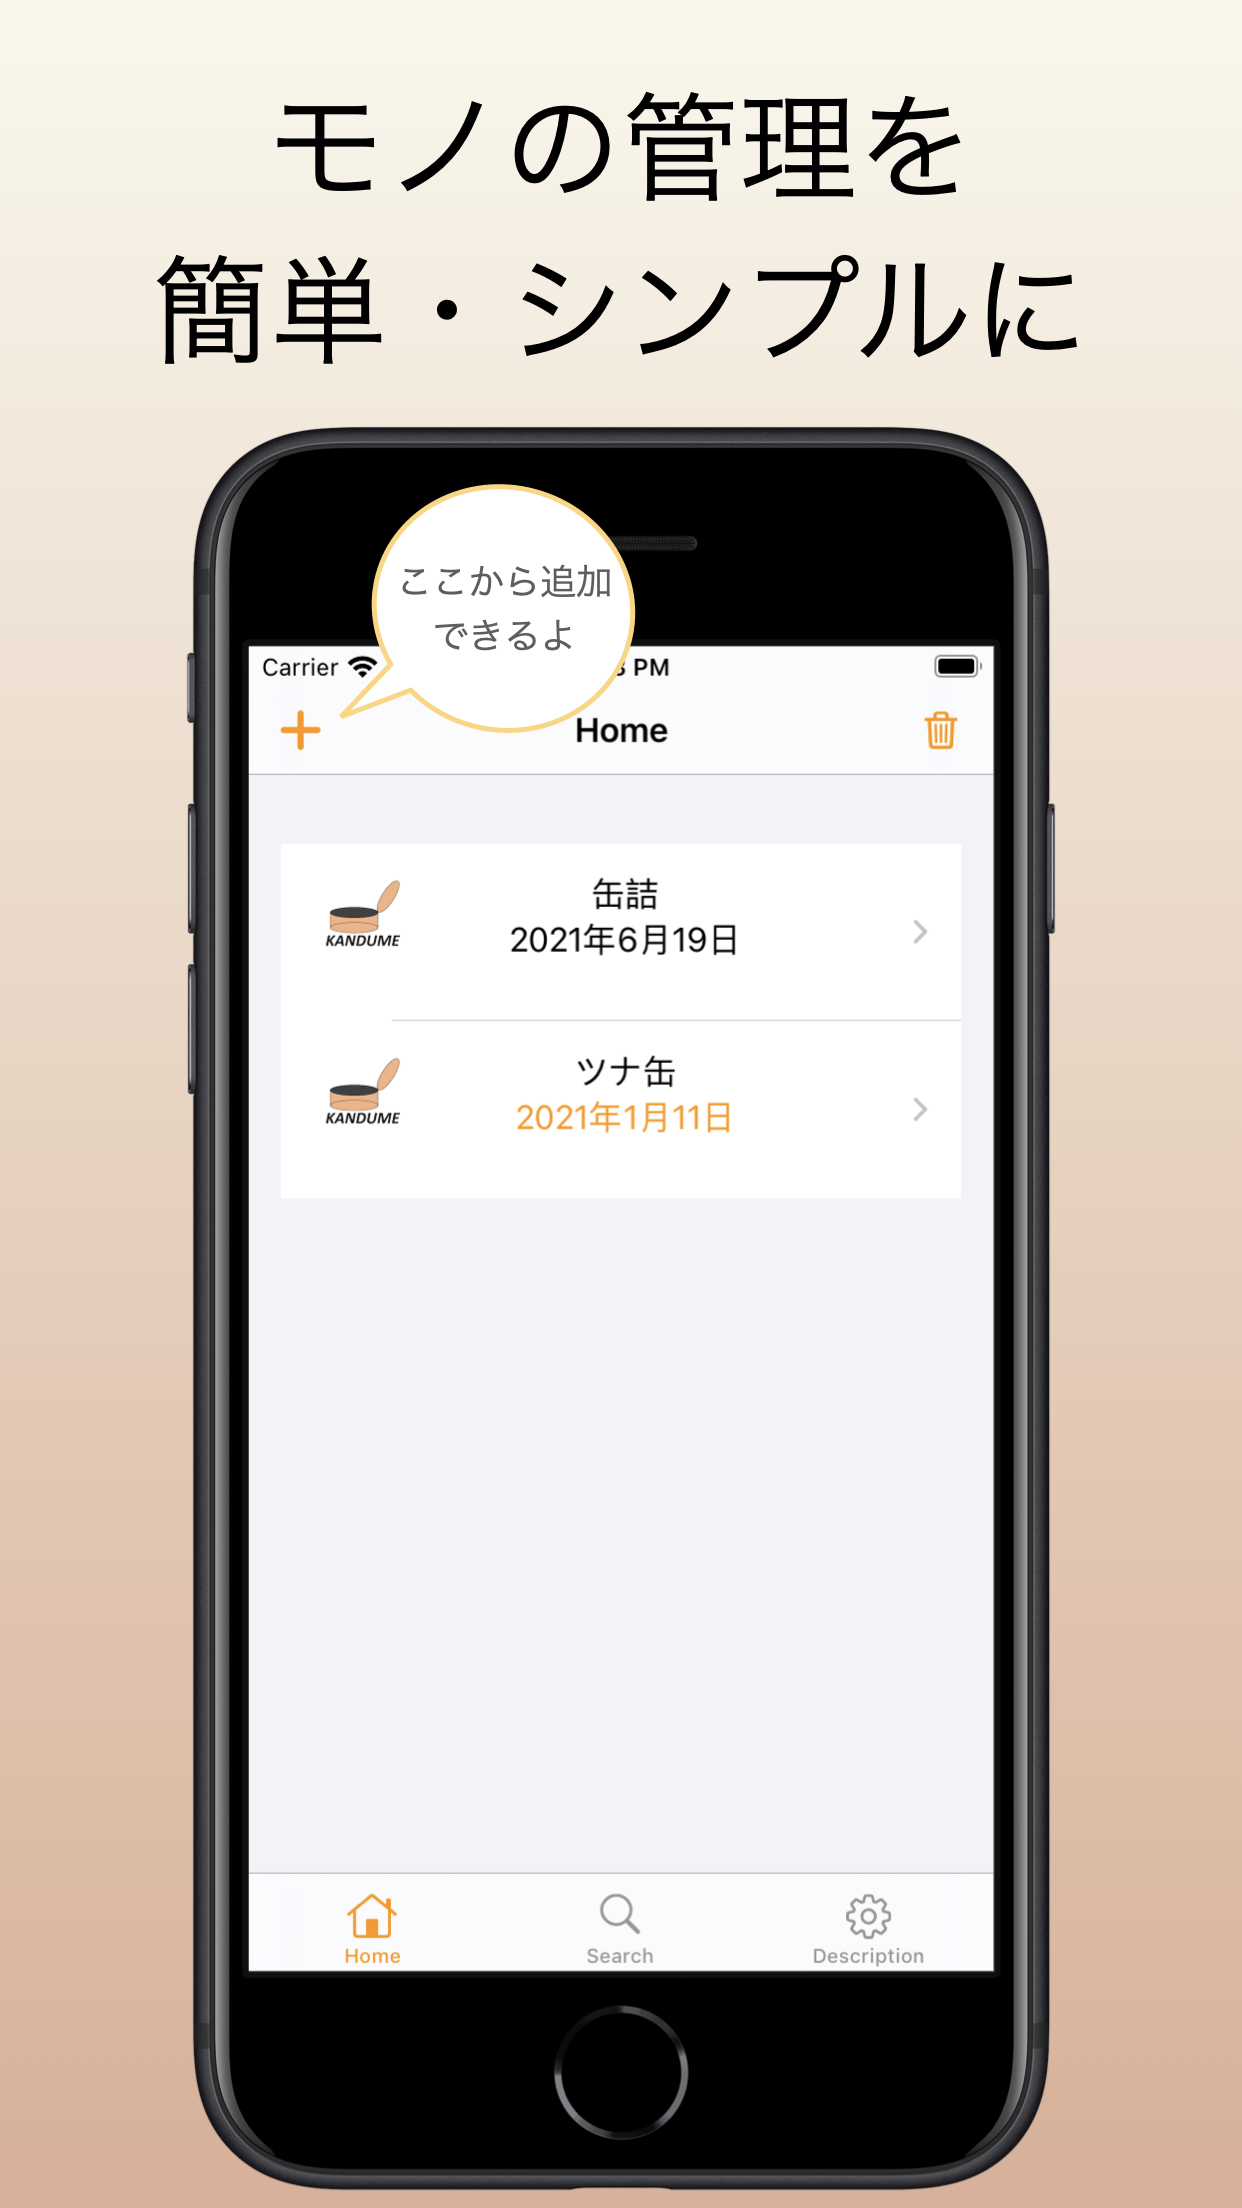 モノの管理を
簡単・シンプルに
ここから追加
できるよ
Carrier
PM
Home
缶詰
2021年6月19日
KANDUME
ツナ缶
2021年1月11日
KANDUME
Home
Search
Description